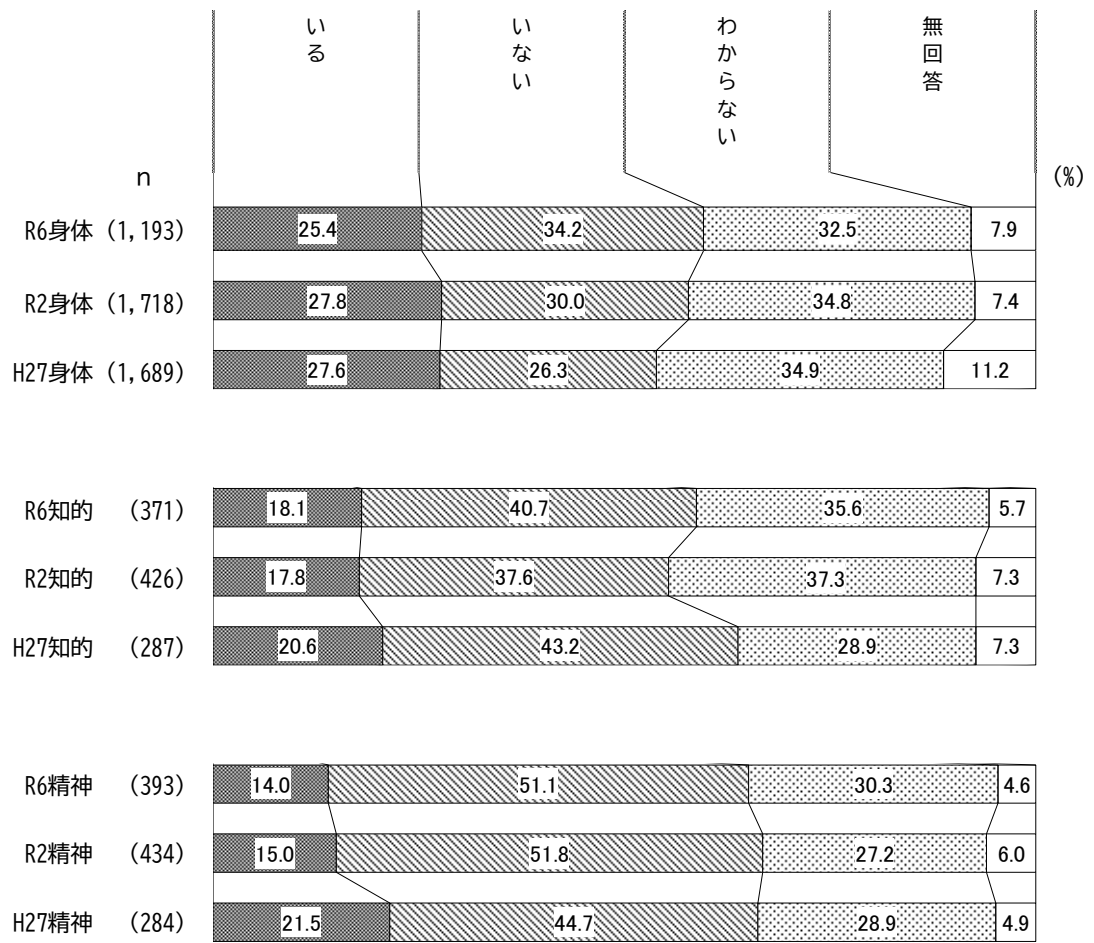 いる
いない
わからない
無回答
n
(%)
R6身体 (1,193) 25.4 34.2 32.5 7.9
R2身体 (1,718) 27.8 30.0 34.8 7.4
H27身体 (1,689) 27.6 26.3 34.9 11.2
R6知的 (371) 18.1 40.7 35.6 5.7
R2知的 (426) 17.8 37.6 37.3 7.3
H27知的 (287) 20.6 43.2 28.9 7.3
R6精神 (393) 14.0 51.1 30.3 4.6
R2精神 (434) 15.0 51.8 27.2 6.0
H27精神 (284) 21.5 44.7 28.9 4.9